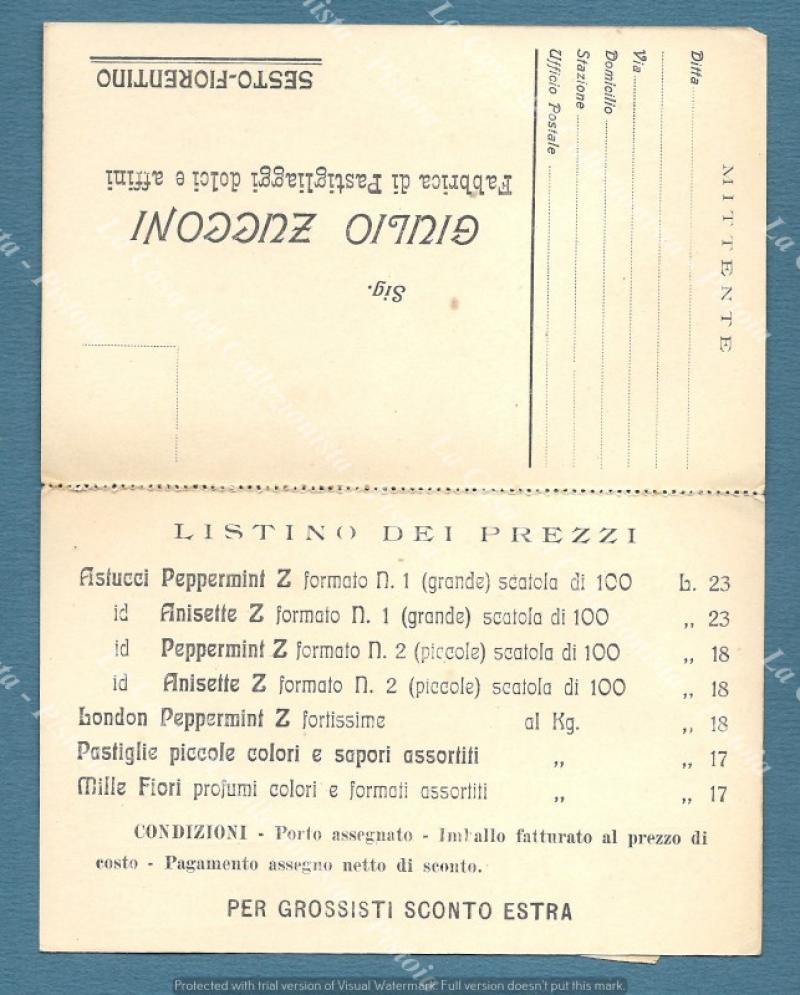 Sig.
GIULIO ZUCCONI
Fabbrica di Pastigliaggi dolci e affini
SESTO-FIORENTINO
MITTENTE
Ditta
Via
Domicilio
Stazione
Ufficio Postale
LISTINO DEI PREZZI
Astucci Peppermint Z formato N. 1 (grande) scatola di 100 L. 23
id Anisette Z formato N. 1 (grande) scatola di 100 „ 23
id Peppermint Z formato N. 2 (piccole) scatola di 100 „ 18
id Anisette Z formato N. 2 (piccole) scatola di 100 „ 18
London Peppermint Z fortissime al Kg. „ 18
Pastiglie piccole colori e sapori assortiti „ „ 17
Mille Fiori profumi colori e formati assortiti „ „ 17
CONDIZIONI - Porto assegnato - Imballo fatturato al prezzo di
costo - Pagamento assegno netto di sconto.
PER GROSSISTI SCONTO ESTRA
La Casa del Collezionista - Pistoia
Protected with trial version of Visual Watermark. Full version doesn't put this mark.